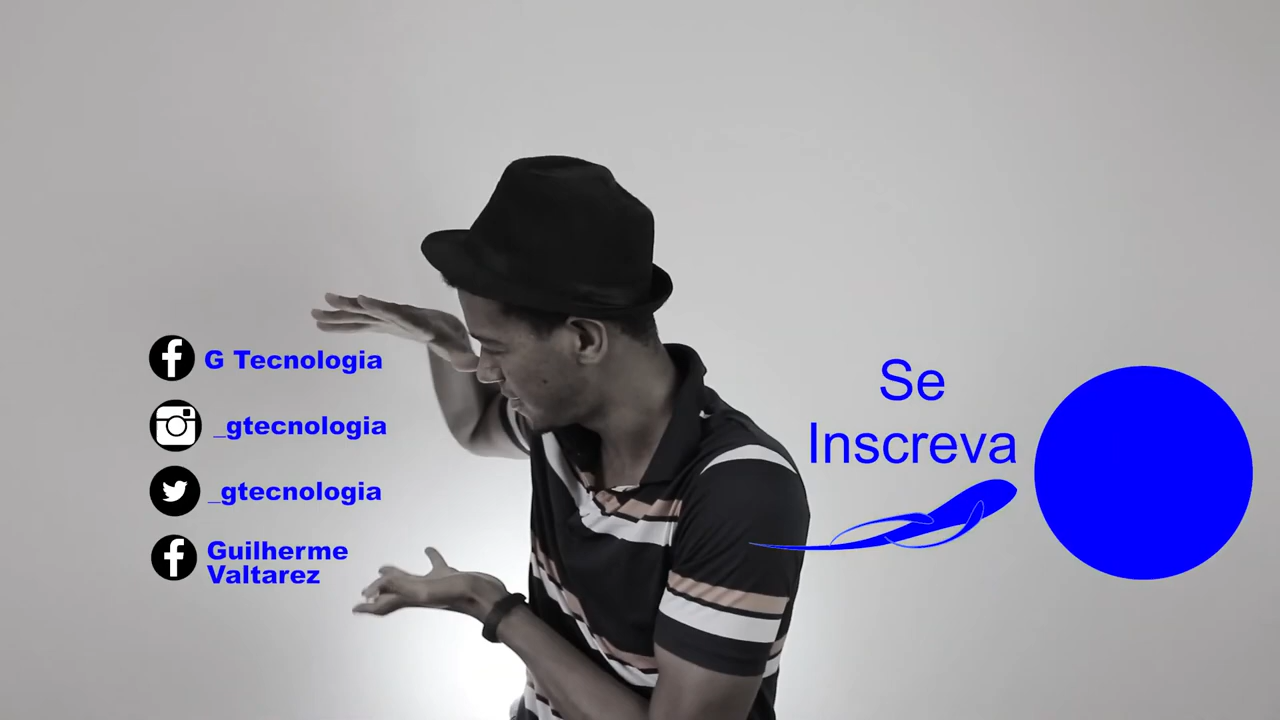 G Tecnologia
_gtecnologia
_gtecnologia
Guilherme
Valtarez
Se
Inscreva